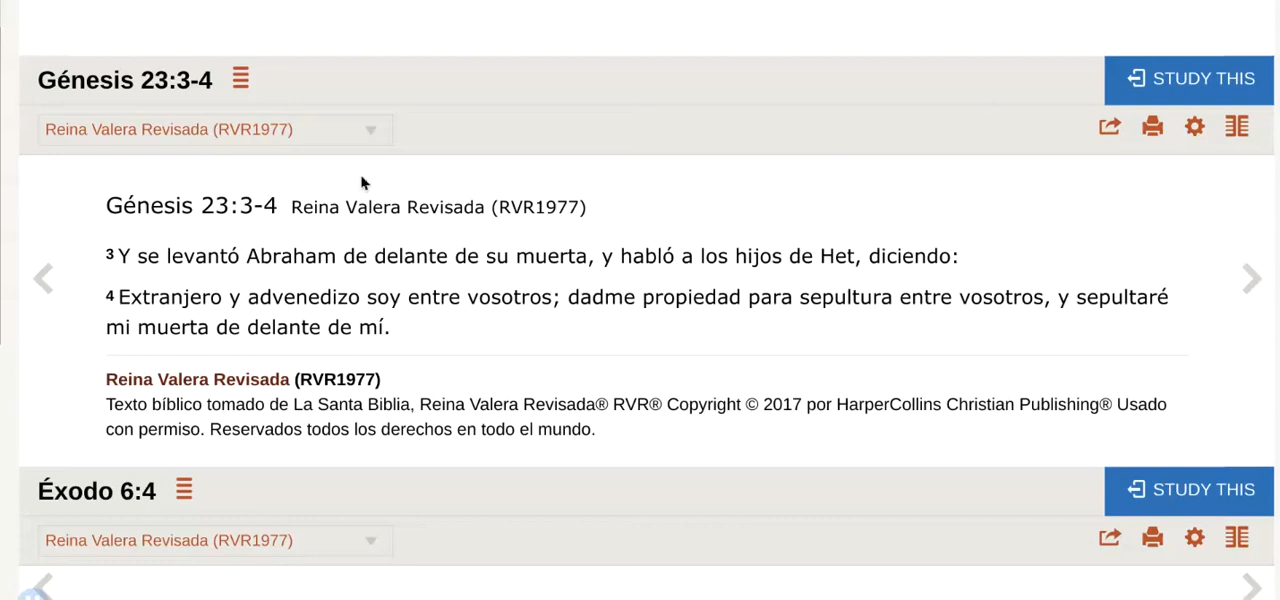 Génesis 23:3-4
STUDY THIS
Reina Valera Revisada (RVR1977)
Génesis 23:3-4 Reina Valera Revisada (RVR1977)
3 Y se levantó Abraham de delante de su muerta, y habló a los hijos de Het, diciendo:
4 Extranjero y advenedizo soy entre vosotros; dadme propiedad para sepultura entre vosotros, y sepultaré
mi muerta de delante de mí.
Reina Valera Revisada (RVR1977)
Texto bíblico tomado de La Santa Biblia, Reina Valera Revisada® RVR® Copyright © 2017 por HarperCollins Christian Publishing® Usado
con permiso. Reservados todos los derechos en todo el mundo.
Éxodo 6:4
STUDY THIS
Reina Valera Revisada (RVR1977)